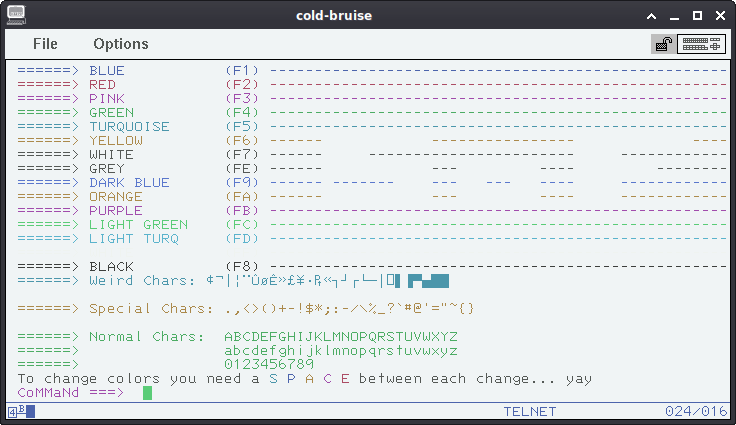 cold-bruise
File Options
======> BLUE (F1) ----------------------------------------------------
======> RED (F2) ----------------------------------------------------
======> PINK (F3) ----------------------------------------------------
======> GREEN (F4) ----------------------------------------------------
======> TURQUOISE (F5) ----------------------------------------------------
======> YELLOW (F6) ------ ---------------- ----
======> WHITE (F7) ------ ----------------------- ------------
======> GREY (FE) ------ --- --- ------------
======> DARK BLUE (F9) ------ ------- --- --- --- ------------
======> ORANGE (FA) ------ --- --- ------------
======> PURPLE (FB) ----------------------------------------------------
======> LIGHT GREEN (FC) ----------------------------------------------------
======> LIGHT TURQ (FD) ----------------------------------------------------
======> BLACK (F8) ----------------------------------------------------
======> Weird Chars: ¢¬|¦¨ÛøÊ»£¥·₧«┐┘┌└─│
======> Special Chars: .,<>()+-!$*;:-/\%_?`#@'="~{}
======> Normal Chars: ABCDEFGHIJKLMNOPQRSTUVWXYZ
======> abcdefghijklmnopqrstuvwxyz
======> 0123456789
To change colors you need a S P A C E between each change... yay
CoMMaNd ===>
4 B TELNET 024/016